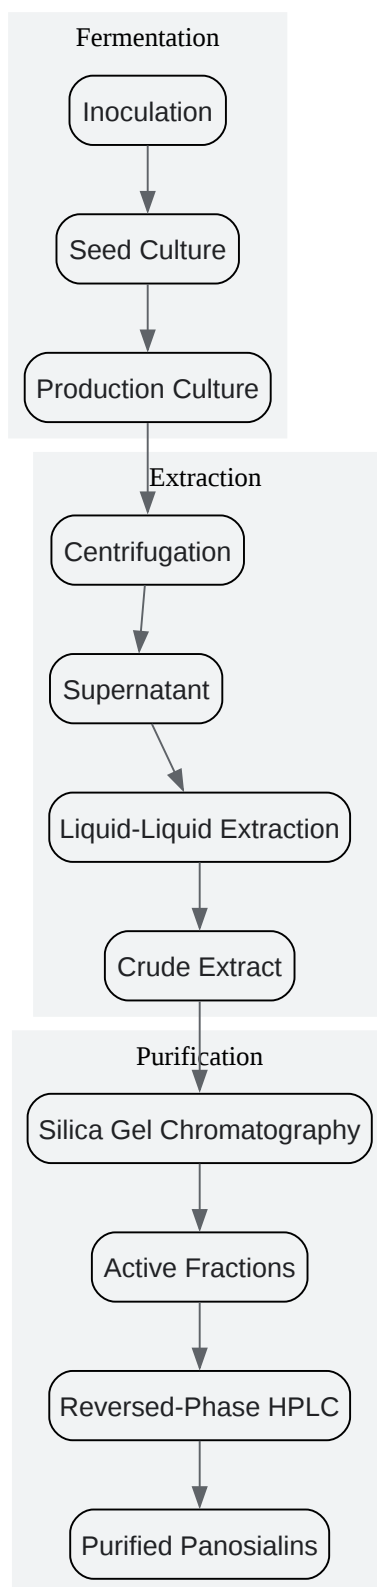 Fermentation
Inoculation
Seed Culture
Production Culture
Extraction
Centrifugation
Supernatant
Liquid-Liquid Extraction
Crude Extract
Purification
Silica Gel Chromatography
Active Fractions
Reversed-Phase HPLC
Purified Panosialins